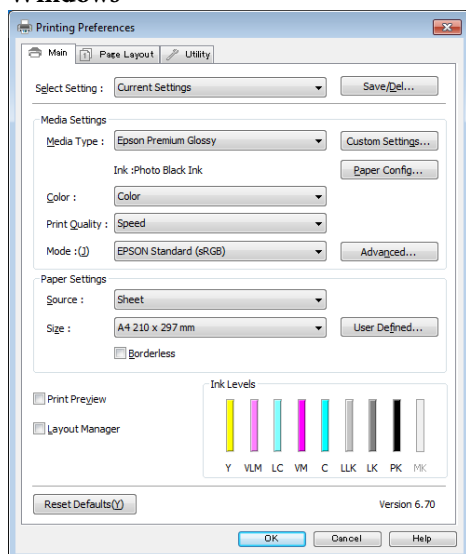 Windows
Printing Preferences
Main Page Layout Utility
Select Setting : Current Settings Save/Del...
Media Settings
Media Type : Epson Premium Glossy Custom Settings...
Ink :Photo Black Ink Paper Config...
Color : Color
Print Quality : Speed
Mode :(J) EPSON Standard (sRGB) Advanced...
Paper Settings
Source : Sheet
Size : A4 210 x 297 mm User Defined...
Borderless
Ink Levels
Print Preview
Layout Manager
Y VLM LC VM C LLK LK PK MK
Reset Defaults(Y) Version 6.70
OK Cancel Help